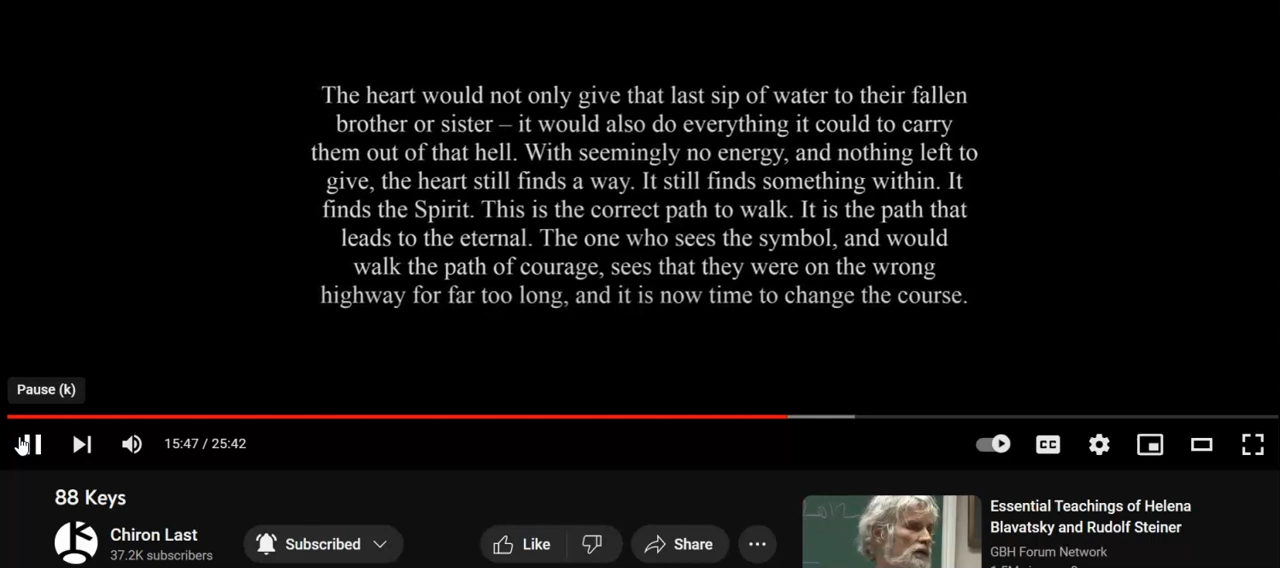 The heart would not only give that last sip of water to their fallen
brother or sister – it would also do everything it could to carry
them out of that hell. With seemingly no energy, and nothing left to
give, the heart still finds a way. It still finds something within. It
finds the Spirit. This is the correct path to walk. It is the path that
leads to the eternal. The one who sees the symbol, and would
walk the path of courage, sees that they were on the wrong
highway for far too long, and it is now time to change the course.
Pause (k)
15:47 / 25:42
CC
88 Keys
Chiron Last
37.2K subscribers
Subscribed
Like
Share
Essential Teachings of Helena
Blavatsky and Rudolf Steiner
GBH Forum Network